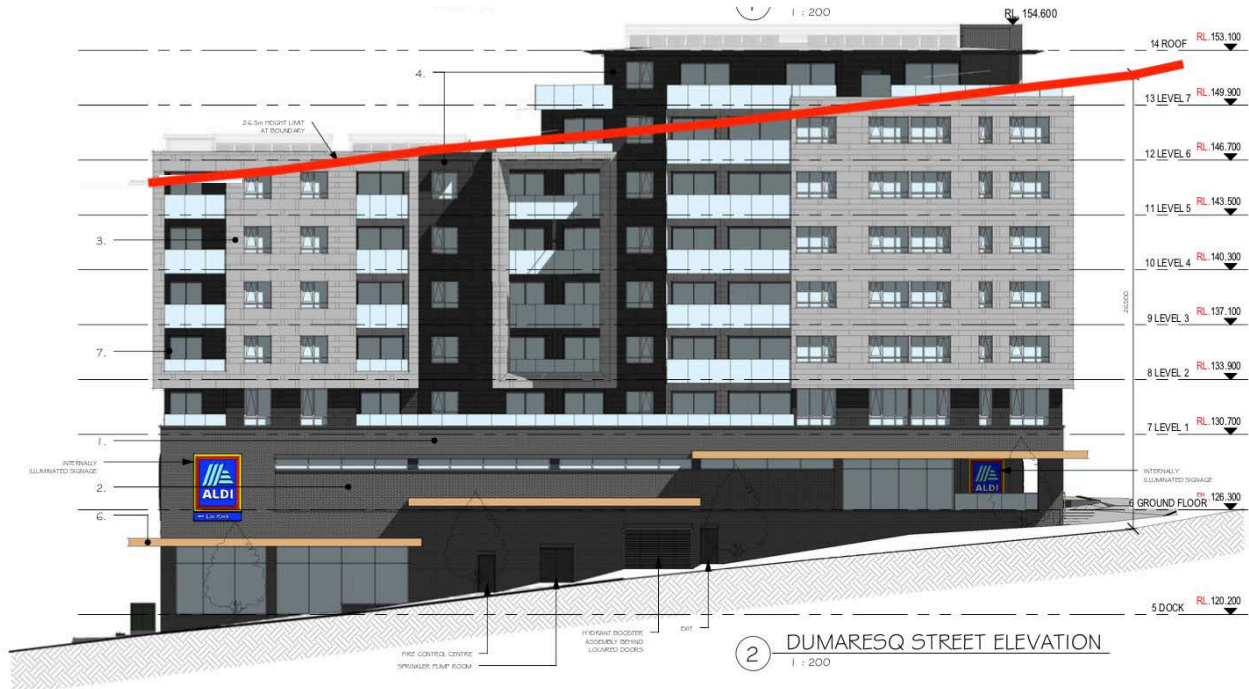 1 : 200
RL. 154.600
14 ROOF RL.153.100
4.
13 LEVEL 7 RL.149.900
26.5m HEIGHT LIMIT
AT BOUNDARY
12 LEVEL 6 RL.146.700
11 LEVEL 5 RL.143.500
3.
10 LEVEL 4 RL.140.300
26500
9 LEVEL 3 RL.137.100
7.
8 LEVEL 2 RL.133.900
7 LEVEL 1 RL.130.700
1.
INTERNALLY
ILLUMINATED SIGNAGE
ALDI
2.
ALDI
INTERNALLY
ILLUMINATED SIGNAGE
6 GROUND FLOOR RL.126.300
6.
5 DOCK RL.120.200
FIRE CONTROL CENTRE
SPRINKLER PUMP ROOM
HYDRANT BOOSTER
ASSEMBLY BEHIND
LOUVRED DOORS
EXIT
2 DUMARESQ STREET ELEVATION
1 : 200